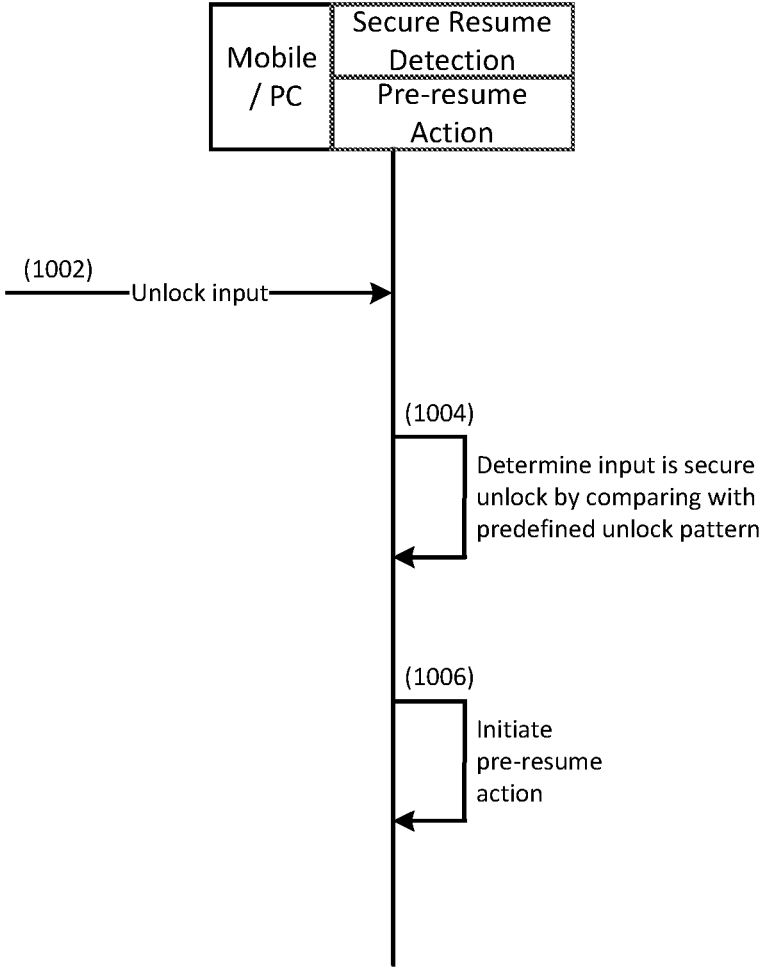 Mobile
/ PC
Secure Resume
Detection
Pre-resume
Action
(1002)
Unlock input
(1004)
Determine input is secure
unlock by comparing with
predefined unlock pattern
(1006)
Initiate
pre-resume
action